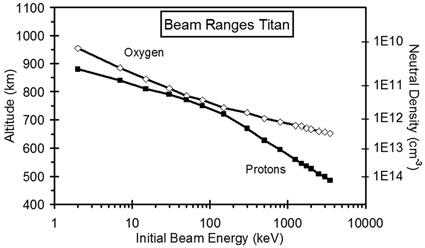 Beam Ranges Titan
Oxygen
Protons
Altitude (km)
1100
1000
900
800
700
600
500
400
1E10
1E11
1E12
1E13
1E14
Neutral Density (cm⁻³)
1
10
100
1000
10000
Initial Beam Energy (keV)